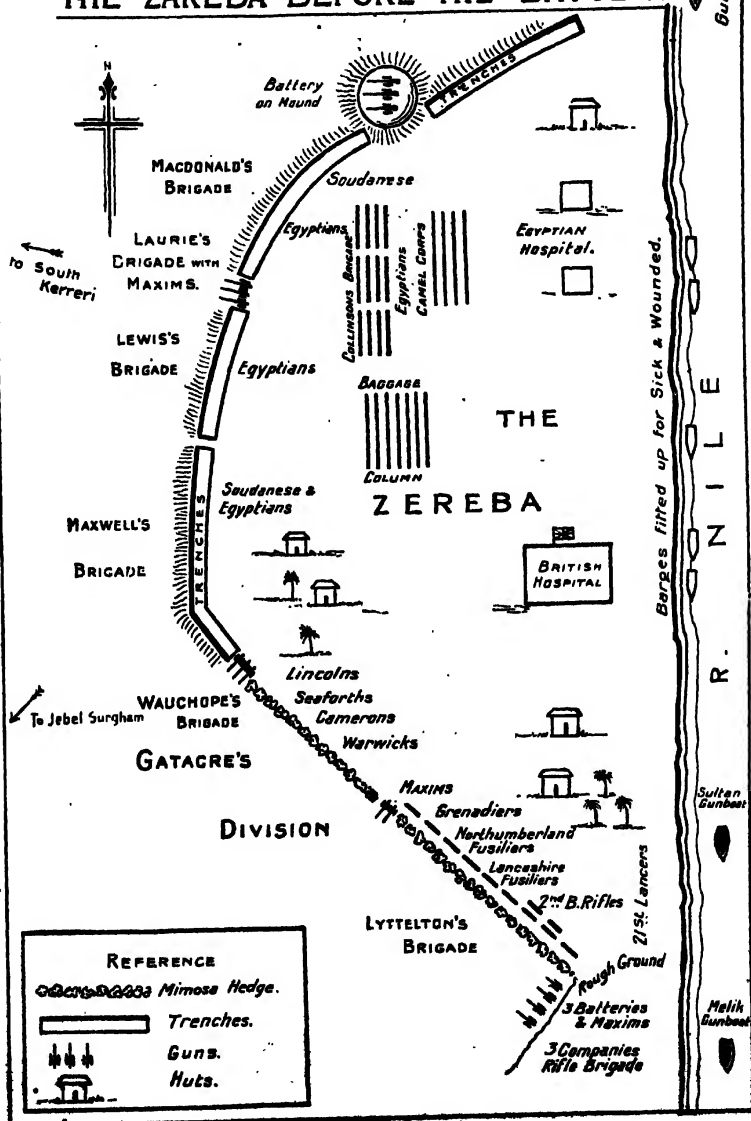 THE ZAREBA BEFORE THE
Gu
N
Battery
on Mound
TRENCHES
MACDONALD'S
BRIGADE
Soudanese
Egyptians
LAURIE'S
BRIGADE WITH
MAXIMS.
to South
Kerreri
COLLINSONS BRIGADE
Egyptians
CAMEL CORPS
EGYPTIAN
Hospital.
LEWIS'S
BRIGADE
Egyptians
BAGGAGE
COLUMN
THE
ZEREBA
Barges fitted up for Sick & Wounded.
R. NILE
Soudanese &
Egyptians
TRENCHES
MAXWELL'S
BRIGADE
BRITISH
HOSPITAL
Lincolns
Seaforths
Camerons
Warwicks
WAUCHOPE'S
BRIGADE
To Jebel Surgham
GATACRE'S
DIVISION
MAXIMS
Grenadiers
Northumberland
Fusiliers
Lancashire
Fusiliers
2nd B. Rifles
21st. Lancers
Sultan
Gunboat
LYTTELTON'S
BRIGADE
Rough Ground
3 Batteries
& Maxims
3 Companies
Rifle Brigade
Melik
Gunboat
REFERENCE
Mimosa Hedge.
Trenches.
Guns.
Huts.